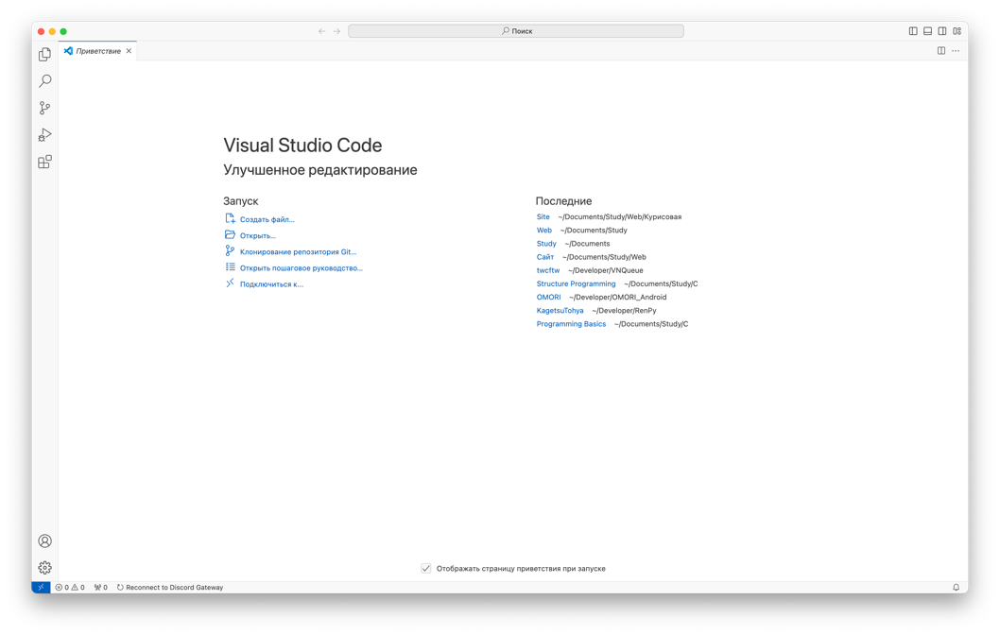 Поиск
Приветствие
Visual Studio Code
Улучшенное редактирование
Запуск
Создать файл...
Открыть...
Клонирование репозитория Git...
Открыть пошаговое руководство...
Подключиться к...
Последние
Site ~/Documents/Study/Web/Курисовая
Web ~/Documents/Study
Study ~/Documents
Сайт ~/Documents/Study/Web
twcftw ~/Developer/VNQueue
Structure Programming ~/Documents/Study/C
OMORI ~/Developer/OMORI_Android
KagetsuTohya ~/Developer/RenPy
Programming Basics ~/Documents/Study/C
Отображать страницу приветствия при запуске
0 0 0 Reconnect to Discord Gateway